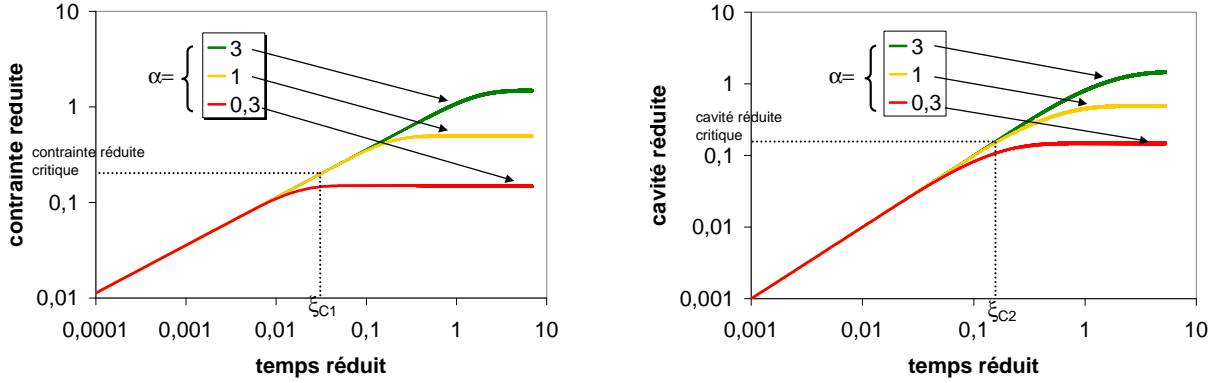 contrainte réduite
10
1
0,1
0,01
α=
3
1
0,3
contrainte réduite
critique
ξC1
0,0001
0,001
0,01
0,1
1
10
temps réduit
cavité réduite
10
1
0,1
0,01
0,001
α=
3
1
0,3
cavité réduite
critique
ξC2
0,001
0,01
0,1
1
10
temps réduit